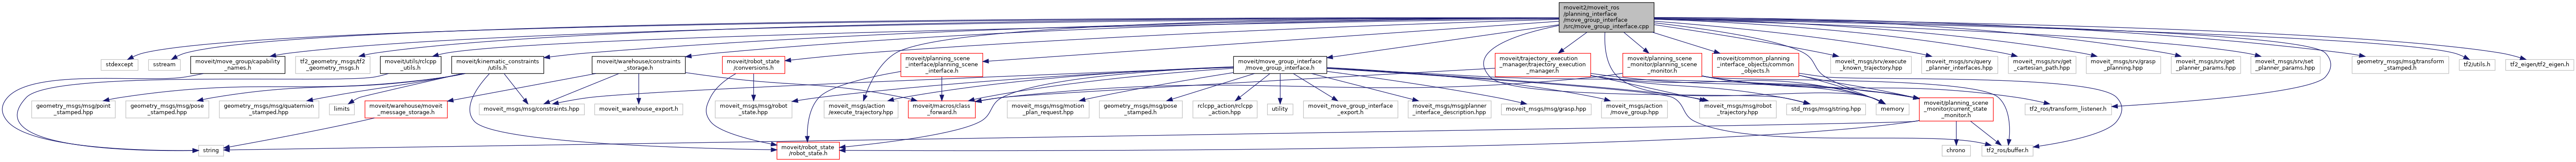 moveit2/moveit_ros
/planning_interface
/move_group_interface
/src/move_group_interface.cpp
stdexcept
sstream
moveit/move_group/capability
_names.h
tf2_geometry_msgs/tf2
_geometry_msgs.h
moveit/utils/rclcpp
_utils.h
moveit/kinematic_constraints
/utils.h
moveit/warehouse/constraints
_storage.h
moveit/robot_state
/conversions.h
moveit/planning_scene
_interface/planning_scene
_interface.h
moveit/move_group_interface
/move_group_interface.h
moveit/trajectory_execution
_manager/trajectory_execution
_manager.h
moveit/planning_scene
_monitor/planning_scene
_monitor.h
moveit/common_planning
_interface_objects/common
_objects.h
moveit_msgs/srv/execute
_known_trajectory.hpp
moveit_msgs/srv/query
_planner_interfaces.hpp
moveit_msgs/srv/get
_cartesian_path.hpp
moveit_msgs/srv/grasp
_planning.hpp
moveit_msgs/srv/get
_planner_params.hpp
moveit_msgs/srv/set
_planner_params.hpp
geometry_msgs/msg/transform
_stamped.hpp
tf2/utils.h
tf2_eigen/tf2_eigen.h
geometry_msgs/msg/point
_stamped.hpp
geometry_msgs/msg/pose
_stamped.hpp
geometry_msgs/msg/quaternion
_stamped.hpp
limits
moveit/warehouse/moveit
_message_storage.h
moveit_msgs/msg/constraints.hpp
moveit_warehouse_export.h
moveit_msgs/msg/robot
_state.hpp
moveit_msgs/action
/execute_trajectory.hpp
moveit/macros/class
_forward.h
moveit_msgs/msg/motion
_plan_request.hpp
geometry_msgs/msg/pose
_stamped.h
rclcpp_action/rclcpp
_action.hpp
utility
moveit_move_group_interface
_export.h
moveit_msgs/msg/planner
_interface_description.hpp
moveit_msgs/msg/grasp.hpp
moveit_msgs/action
/move_group.hpp
moveit_msgs/msg/robot
_trajectory.hpp
std_msgs/msg/string.hpp
memory
moveit/planning_scene
_monitor/current_state
_monitor.h
tf2_ros/transform_listener.h
string
moveit/robot_state
/robot_state.h
chrono
tf2_ros/buffer.h